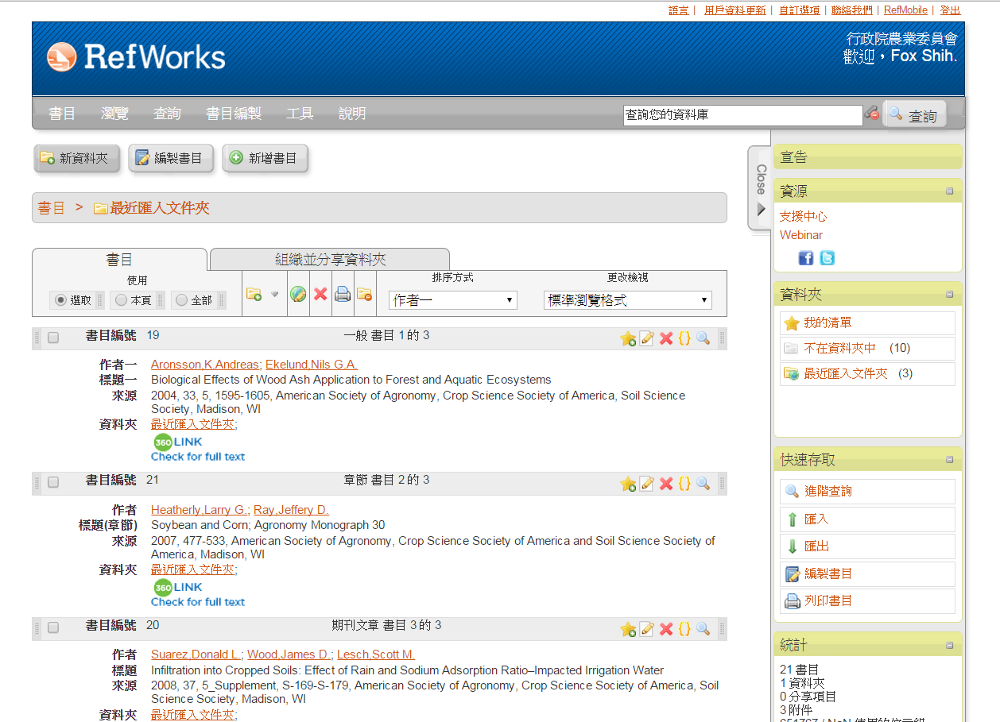 語言 | 用戶資料更新 | 自訂選項 | 聯絡我們 | RefMobile | 登出
RefWorks
行政院農業委員會
歡迎，Fox Shih.
書目 瀏覽 查詢 書目編製 工具 說明
查詢您的資料庫 查詢
新資料夾 編製書目 新增書目
書目 > 最近匯入文件夾
書目 組織並分享資料夾
使用
選取 本頁 全部
排序方式
作者一
更改檢視
標準瀏覽格式
書目編號 19 一般 書目 1的 3
作者一 Aronsson,K.Andreas; Ekelund,Nils G.A.
標題一 Biological Effects of Wood Ash Application to Forest and Aquatic Ecosystems
來源 2004, 33, 5, 1595-1605, American Society of Agronomy, Crop Science Society of America, Soil Science
Society, Madison, WI
資料夾 最近匯入文件夾;
360 LINK
Check for full text
書目編號 21 章節 書目 2的 3
作者 Heatherly,Larry G.; Ray,Jeffery D.
標題(章節) Soybean and Corn; Agronomy Monograph 30
來源 2007, 477-533, American Society of Agronomy, Crop Science Society of America and Soil Science Society of
America, Madison, WI
資料夾 最近匯入文件夾;
360 LINK
Check for full text
書目編號 20 期刊文章 書目 3的 3
作者 Suarez,Donald L.; Wood,James D.; Lesch,Scott M.
標題 Infiltration into Cropped Soils: Effect of Rain and Sodium Adsorption Ratio–Impacted Irrigation Water
來源 2008, 37, 5_Supplement, S-169-S-179, American Society of Agronomy, Crop Science Society of America, Soil
Science Society, Madison, WI
資料夾 最近匯入文件夾;
Close
宣告
資源
支援中心
Webinar
資料夾
我的清單
不在資料夾中 (10)
最近匯入文件夾 (3)
快速存取
進階查詢
匯入
匯出
編製書目
列印書目
統計
21 書目
1 資料夾
0 分享項目
3 附件